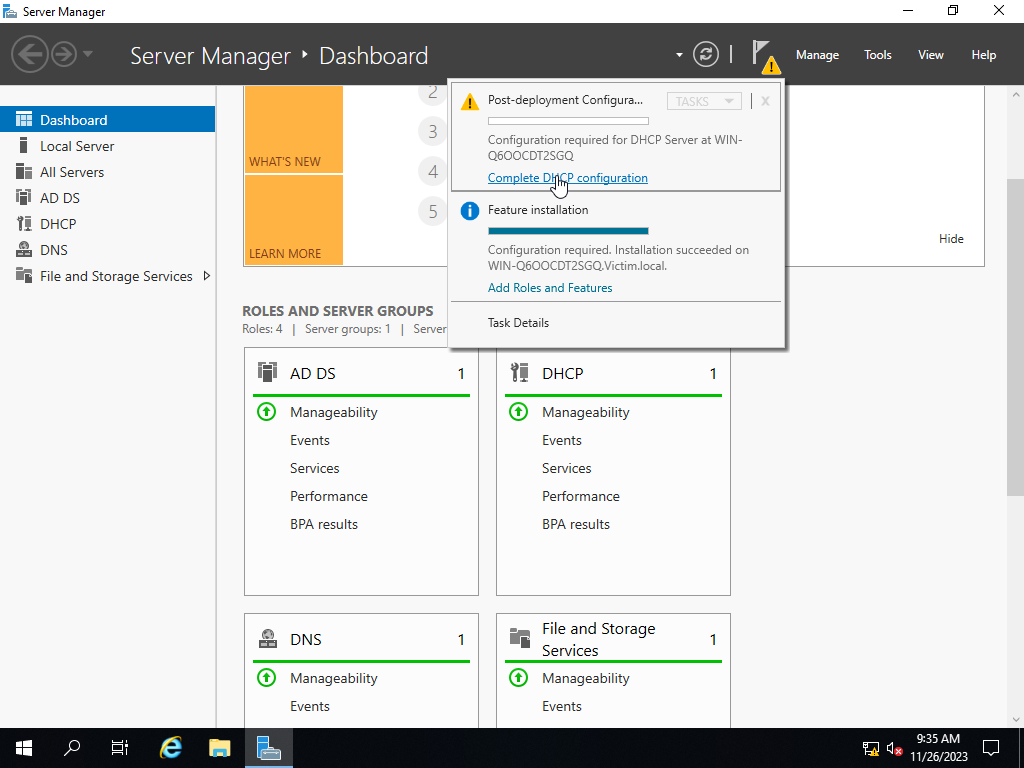 Server Manager
Server Manager ‣ Dashboard
Manage
Tools
View
Help
Dashboard
Local Server
All Servers
AD DS
DHCP
DNS
File and Storage Services
WHAT'S NEW
LEARN MORE
2
3
4
5
Post-deployment Configura...
TASKS
X
Configuration required for DHCP Server at WIN-
Q6OOCDT2SGQ
Complete DHCP configuration
Feature installation
Configuration required. Installation succeeded on
WIN-Q6OOCDT2SGQ.Victim.local.
Add Roles and Features
Task Details
Hide
ROLES AND SERVER GROUPS
Roles: 4 | Server groups: 1 | Server
AD DS 1
Manageability
Events
Services
Performance
BPA results
DHCP 1
Manageability
Events
Services
Performance
BPA results
DNS 1
Manageability
Events
File and Storage
Services 1
Manageability
Events
9:35 AM
11/26/2023